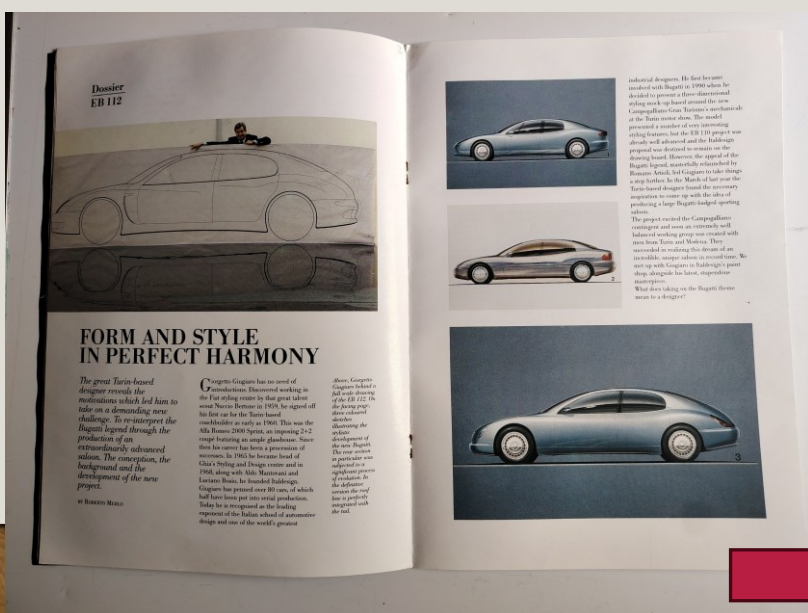 Dossier
EB 112
FORM AND STYLE
IN PERFECT HARMONY
The great Turin-based
designer reveals the
motivations which led him to
take on a demanding new
challenge. To re-interpret the
Bugatti legend through the
production of an
extraordinarily advanced
saloon. The conception, the
background and the
development of the new
project.
BY ROBERTO MERLO
Giorgetto Giugiaro has no need of
introductions. Discovered working in
the Fiat styling centre by that great talent
scout Nuccio Bertone in 1959, he signed off
his first car for the Turin-based
coachbuilder as early as 1960. This was the
Alfa Romeo 2000 Sprint, an imposing 2+2
coupé featuring an ample glasshouse. Since
then his career has been a procession of
successes. In 1965 he became head of
Ghia's Styling and Design centre and in
1968, along with Aldo Mantovani and
Luciano Bosio, he founded Italdesign.
Giugiaro has penned over 80 cars, of which
half have been put into serial production.
Today he is recognised as the leading
exponent of the Italian school of automotive
design and one of the world's greatest
Above, Giorgetto
Giugiaro behind a
full scale drawing
of the EB 112. On
the facing page,
three coloured
sketches
illustrating the
stylistic
development of the
new Bugatti.
The rear section
in particular was
subjected to a
significant process
of evolution. In
the definitive
version the roof
line is perfectly
integrated with
the tail.
industrial designers. He first became
involved with Bugatti in 1990 when he
decided to present a three-dimensional
styling mock-up based around the new
Campogalliano Gran Turismo's mechanicals
at the Turin motor show. The model
presented a number of very interesting
styling features, but the EB 110 project was
already well advanced and the Italdesign
proposal was destined to remain on the
drawing board. However, the appeal of the
Bugatti legend, masterfully relaunched by
Romano Artioli, led Giugiaro to take things
a step further. In the March of last year the
Turin-based designer found the necessary
inspiration to come up with the idea of
producing a large Bugatti-badged sporting
saloon.
The project excited the Campogalliano
contingent and soon an extremely well
balanced working group was created with
men from Turin and Modena. They
succeeded in realising this dream of an
incredible, unique saloon in record time. We
met up with Giugiaro in Italdesign's paint
shop, alongside his latest, stupendous
masterpiece.
What does taking on the Bugatti theme
mean to a designer?
1
2
3